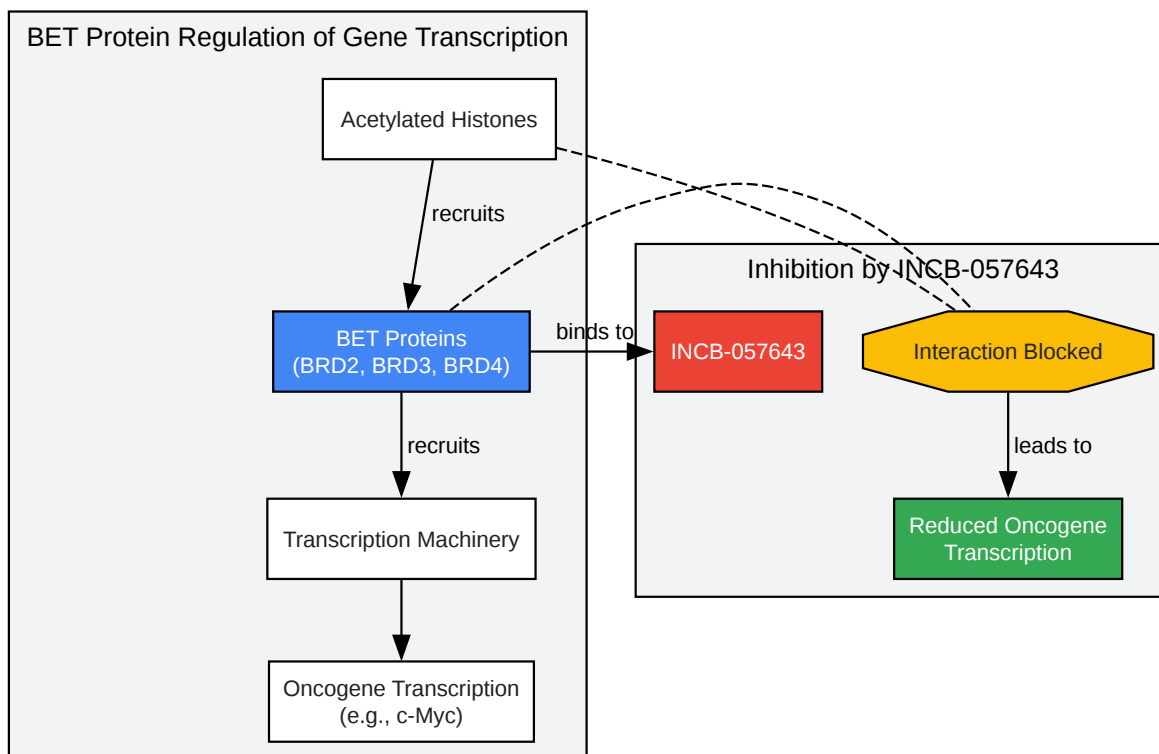 BET Protein Regulation of Gene Transcription
Acetylated Histones
recruits
Inhibition by INCB-057643
BET Proteins
(BRD2, BRD3, BRD4)
binds to
INCB-057643
Interaction Blocked
recruits
leads to
Transcription Machinery
Reduced Oncogene
Transcription
Oncogene Transcription
(e.g., c-Myc)